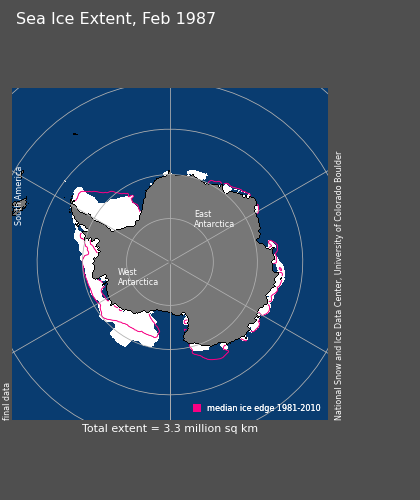 Sea Ice Extent, Feb 1987
South America
East
Antarctica
West
Antarctica
National Snow and Ice Data Center, University of Colorado Boulder
final data
median ice edge 1981-2010
Total extent = 3.3 million sq km